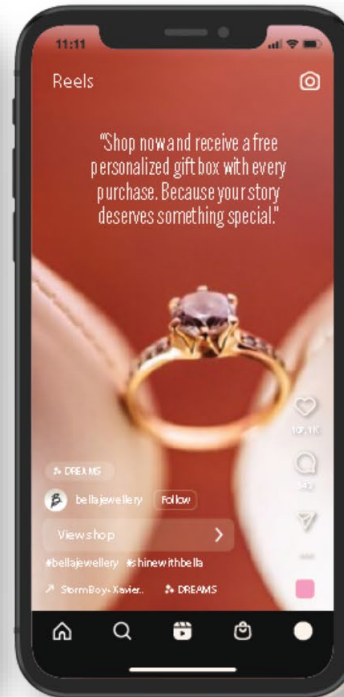 11:11
Reels
"Shop now and receive a free
personalized gift box with every
purchase. Because your story
deserves something special."
DREAMS
bellajewellery Follow
View shop
#bellajewellery #shinewithbella
StormBoy-Xavier.. DREAMS